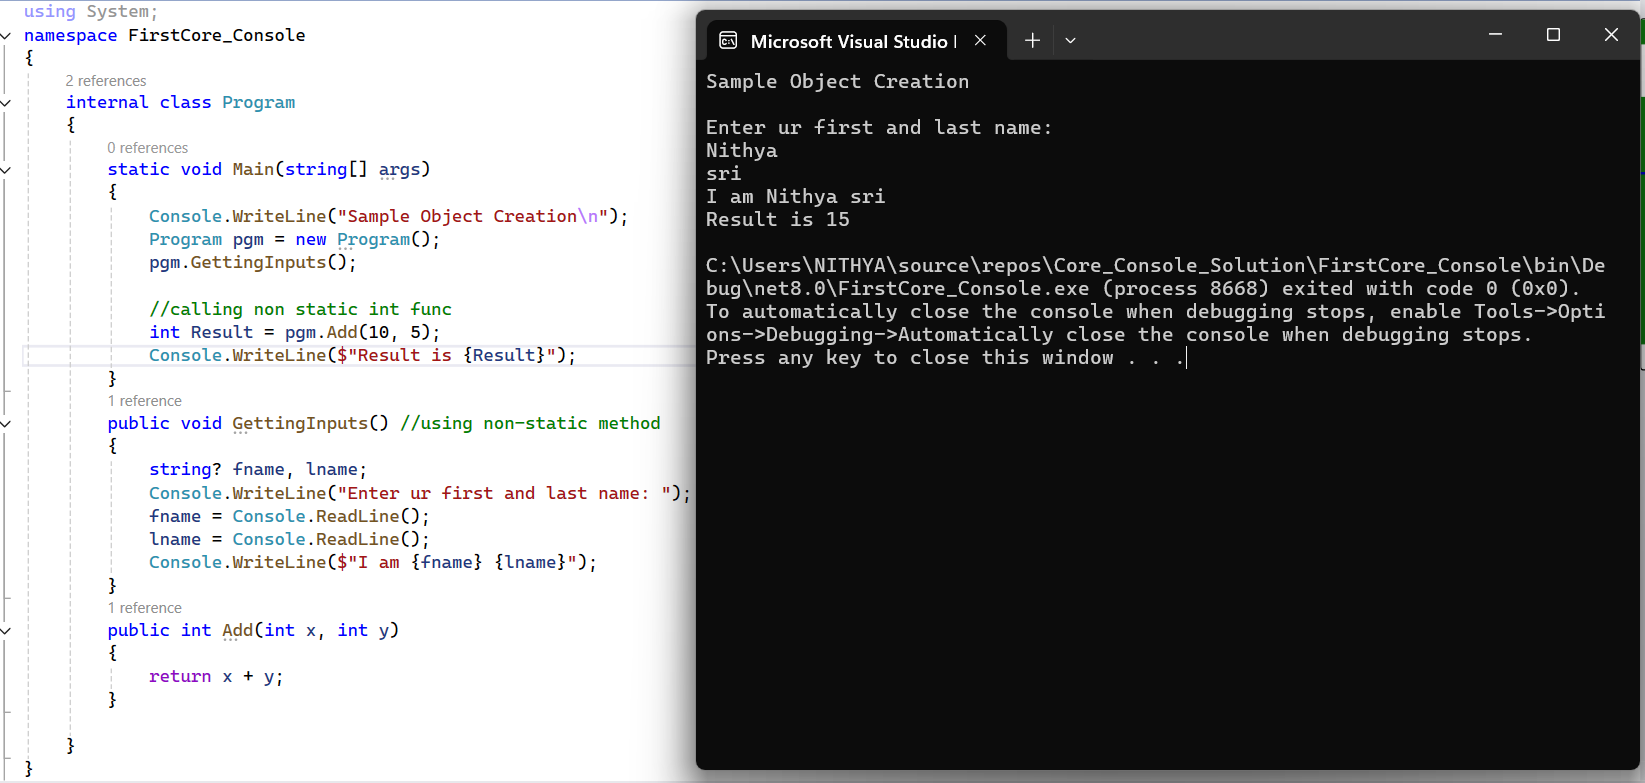 using System;
namespace FirstCore_Console
{
2 references
internal class Program
{
0 references
static void Main(string[] args)
{
Console.WriteLine("Sample Object Creation\n");
Program pgm = new Program();
pgm.GettingInputs();
//calling non static int func
int Result = pgm.Add(10, 5);
Console.WriteLine($"Result is {Result}");
}
1 reference
public void GettingInputs() //using non-static method
{
string? fname, lname;
Console.WriteLine("Enter ur first and last name: ");
fname = Console.ReadLine();
lname = Console.ReadLine();
Console.WriteLine($"I am {fname} {lname}");
}
1 reference
public int Add(int x, int y)
{
return x + y;
}
}
}
Microsoft Visual Studio
Sample Object Creation
Enter ur first and last name:
Nithya
sri
I am Nithya sri
Result is 15
C:\Users\NITHYA\source\repos\Core_Console_Solution\FirstCore_Console\bin\De
bug\net8.0\FirstCore_Console.exe (process 8668) exited with code 0 (0x0).
To automatically close the console when debugging stops, enable Tools->Opti
ons->Debugging->Automatically close the console when debugging stops.
Press any key to close this window . . .